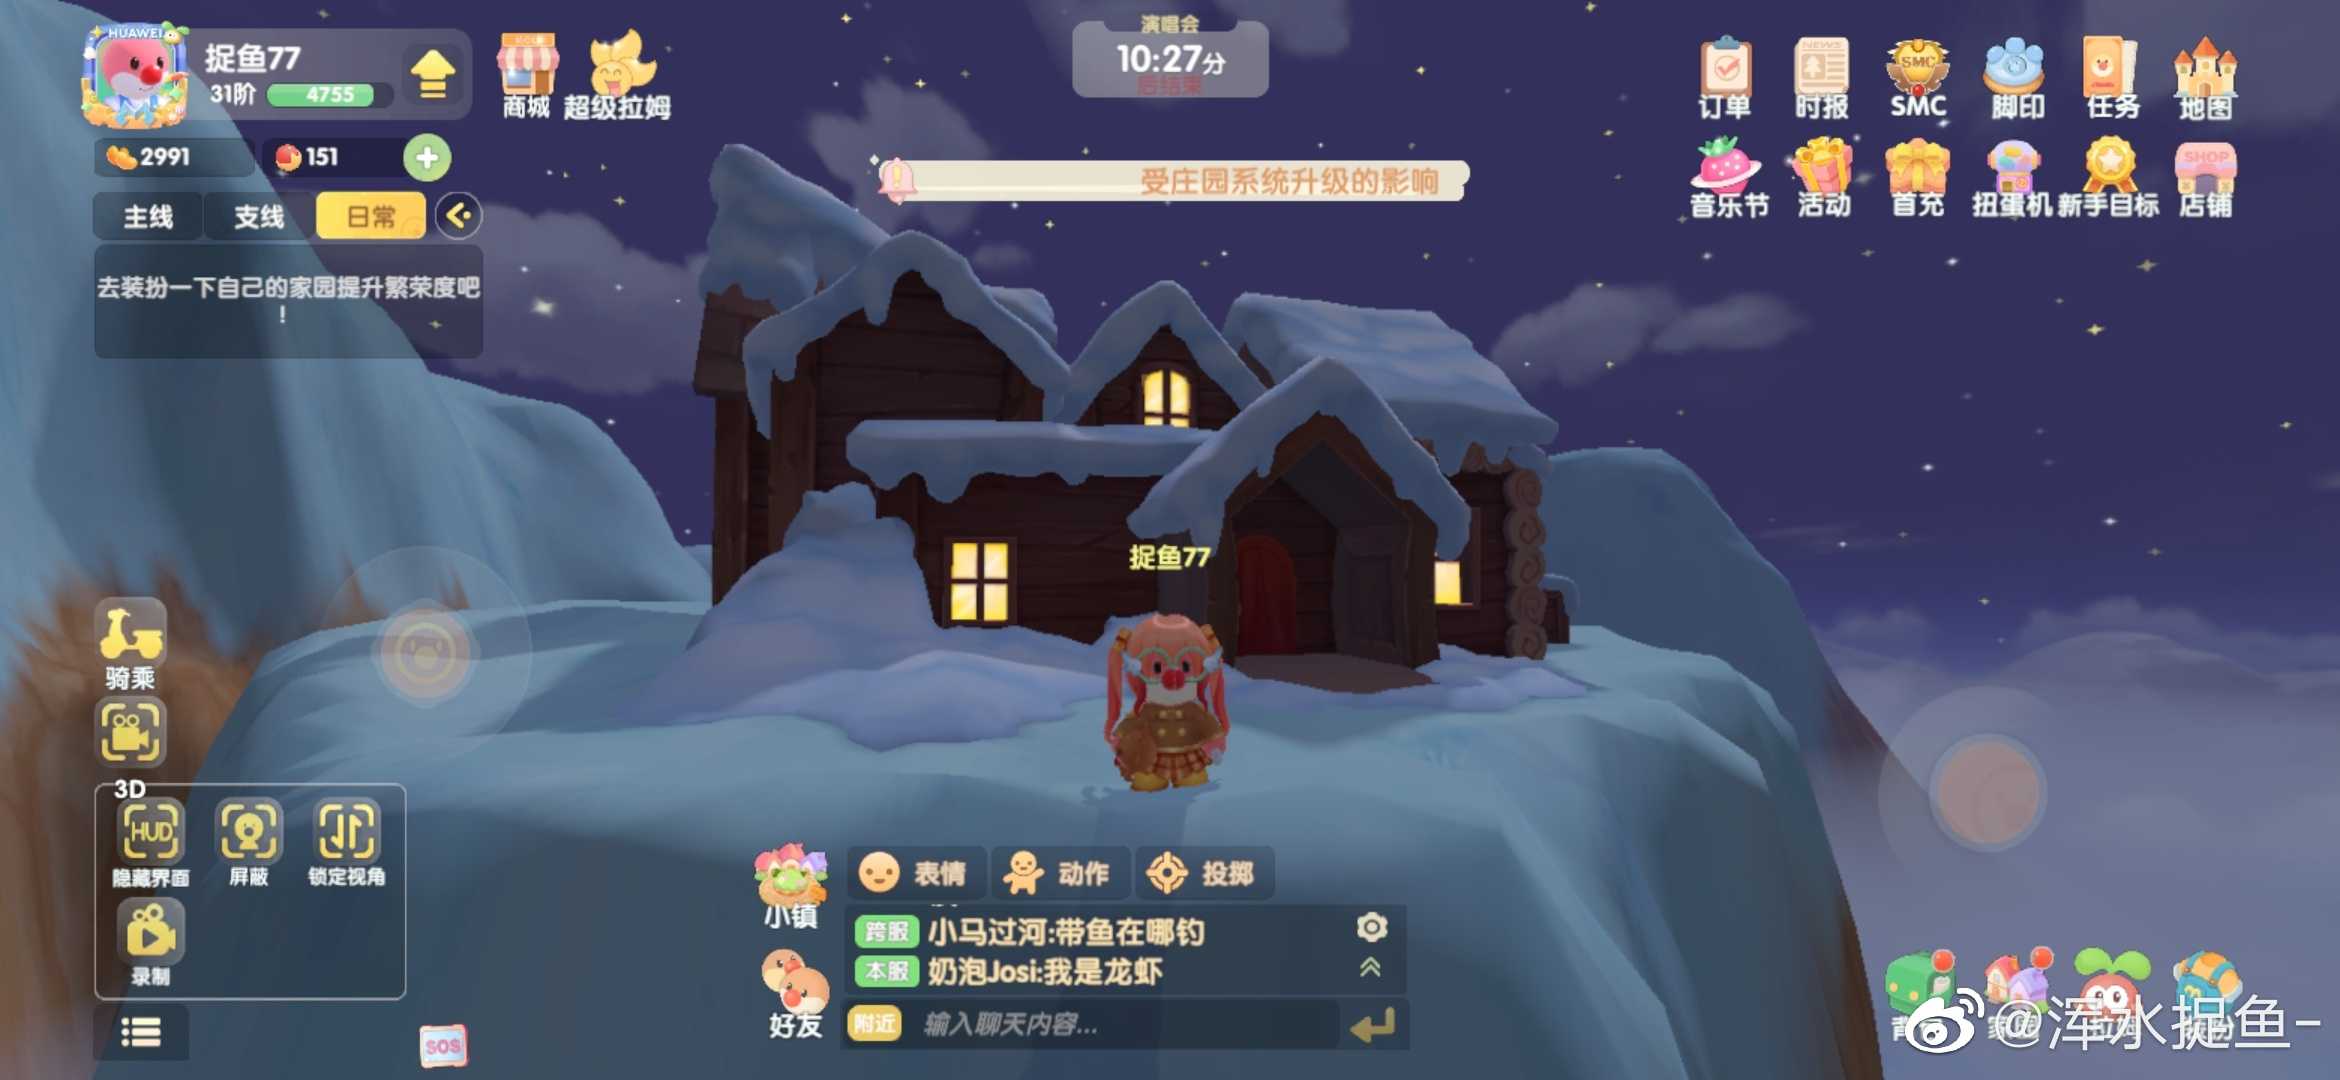 HUAWEI
捉鱼77
31阶
4755
2991
151
主线
支线
日常
去装扮一下自己的家园提升繁荣度吧
！
商城
超级拉姆
演唱会
10:27分
后结束
受庄园系统升级的影响
订单
NEWS
时报
SMC
SMC
脚印
任务
地图
音乐节
活动
首充
扭蛋机
新手目标
SHOP
店铺
捉鱼77
骑乘
3D
HUD
隐藏界面
屏蔽
锁定视角
录制
SOS
小镇
好友
表情
动作
投掷
跨服 小马过河:带鱼在哪钓
本服 奶泡Josi:我是龙虾
附近 输入聊天内容...
@浑水捉鱼-